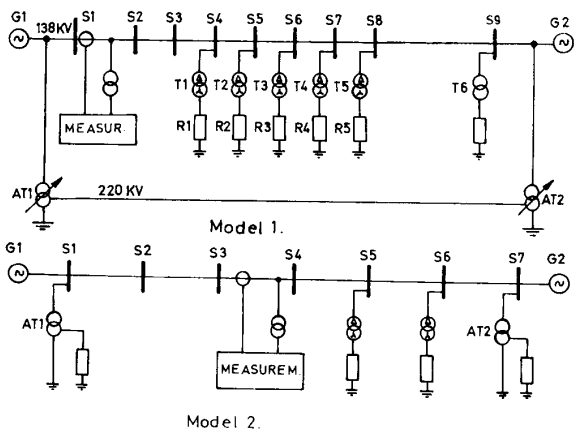 G1 138KV S1 S2 S3 S4 S5 S6 S7 S8 S9 G2
T1 T2 T3 T4 T5 T6
MEASUR. R1 R2 R3 R4 R5
AT1 220 KV AT2
Model 1.
G1 S1 S2 S3 S4 S5 S6 S7 G2
AT1 AT2
MEASUREM.
Model 2.